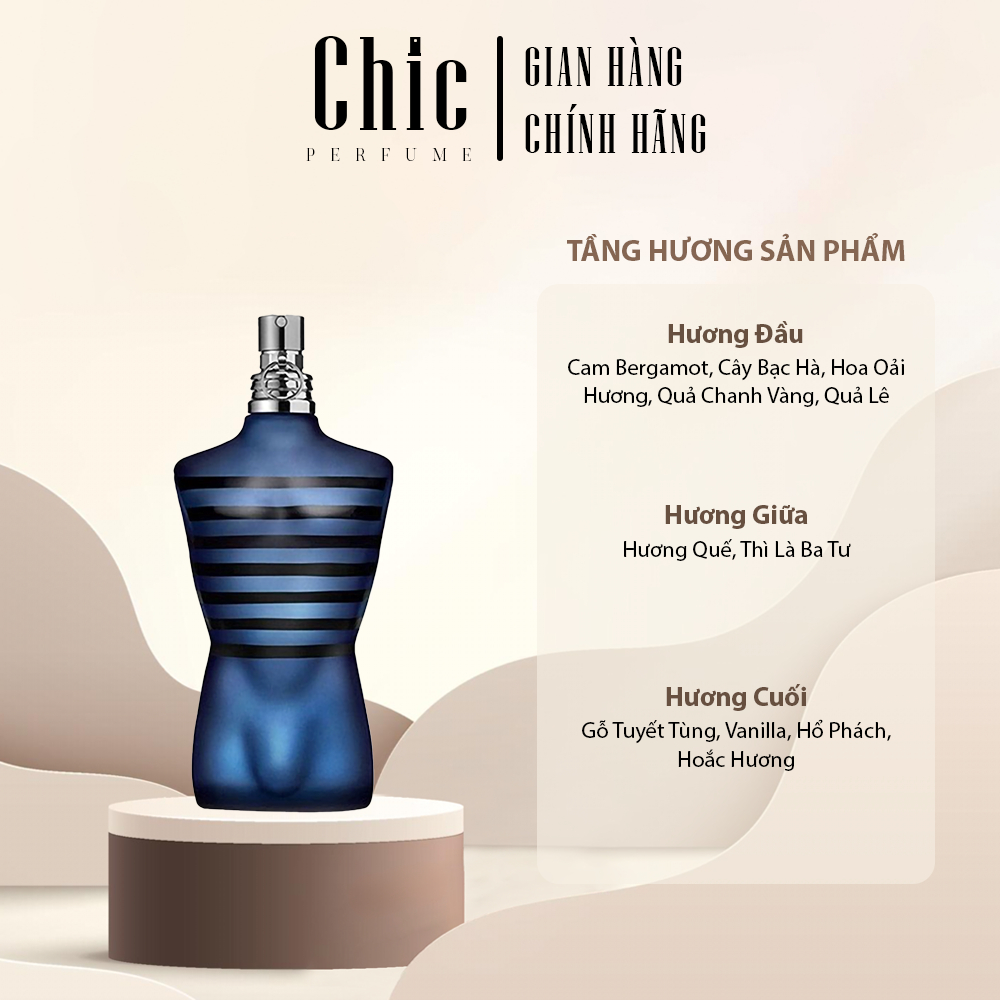 Chic
PERFUME
GIAN HÀNG
CHÍNH HÃNG
TẦNG HƯƠNG SẢN PHẨM
Hương Đầu
Cam Bergamot, Cây Bạc Hà, Hoa Oải
Hương, Quả Chanh Vàng, Quả Lê
Hương Giữa
Hương Quế, Thì Là Ba Tư
Hương Cuối
Gỗ Tuyết Tùng, Vanilla, Hổ Phách,
Hoắc Hương